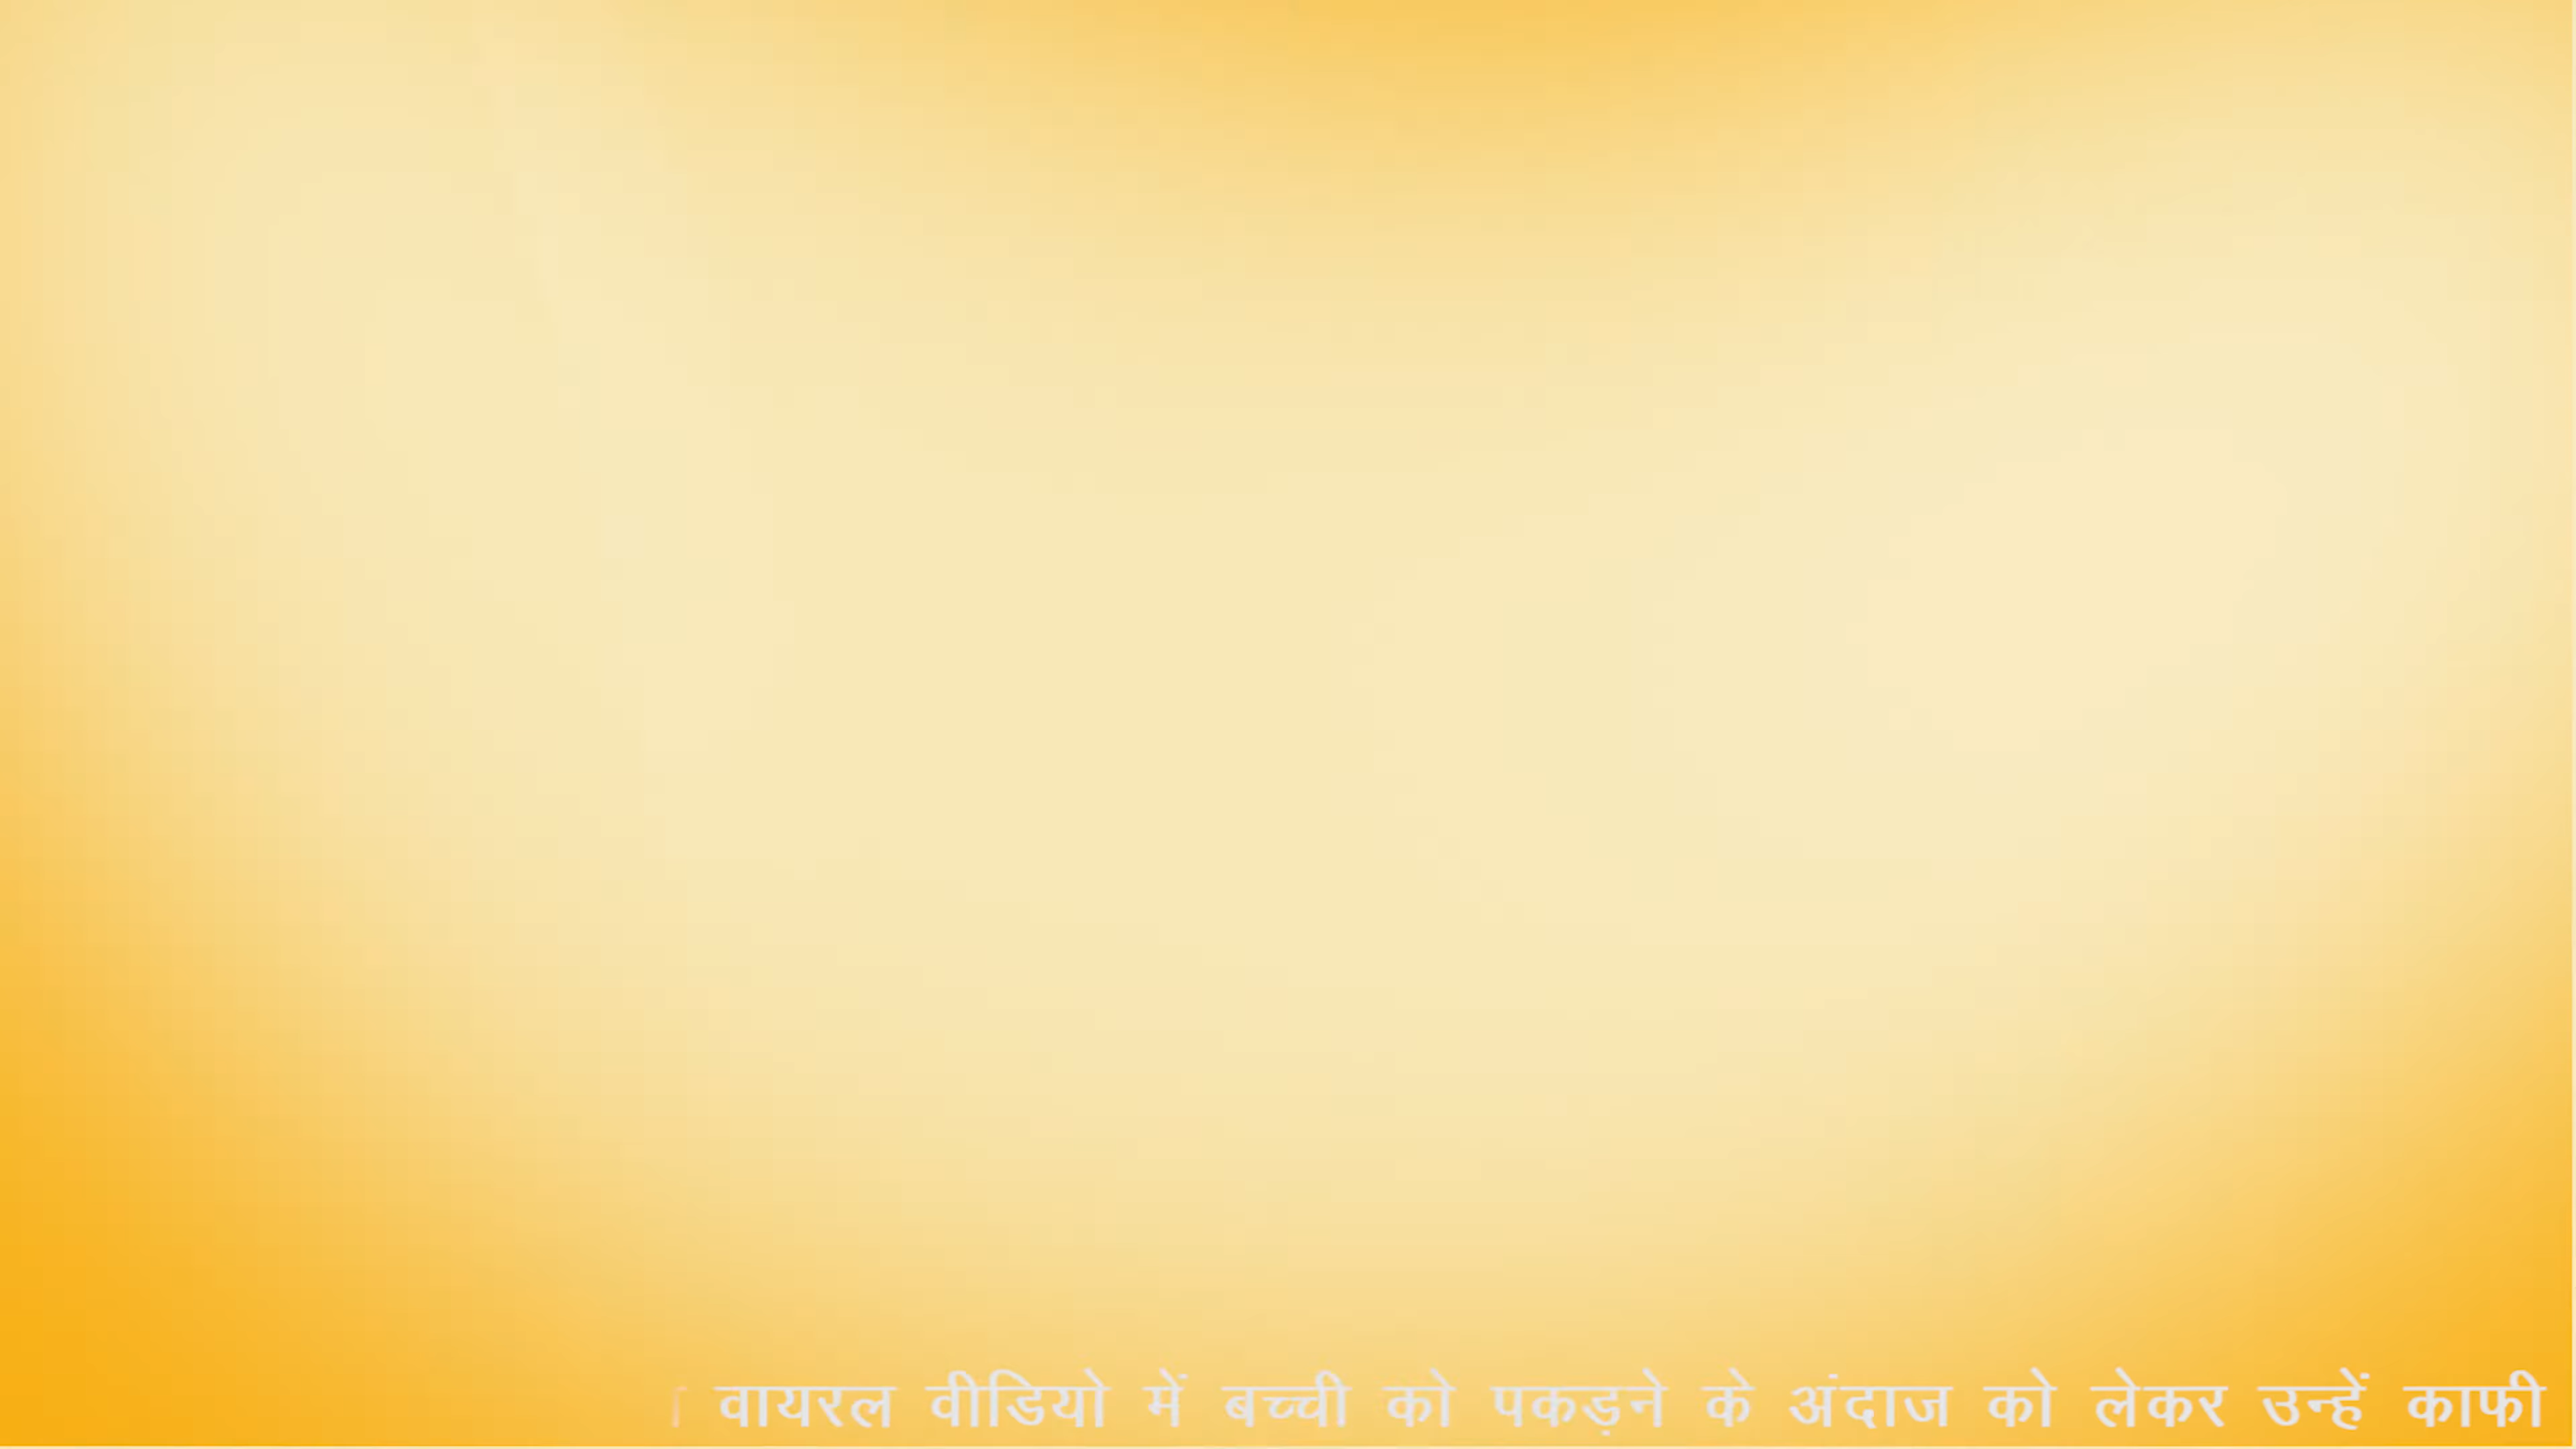 वायरल वीडियो में बच्ची को पकड़ने के अंदाज को लेकर उन्हें काफी